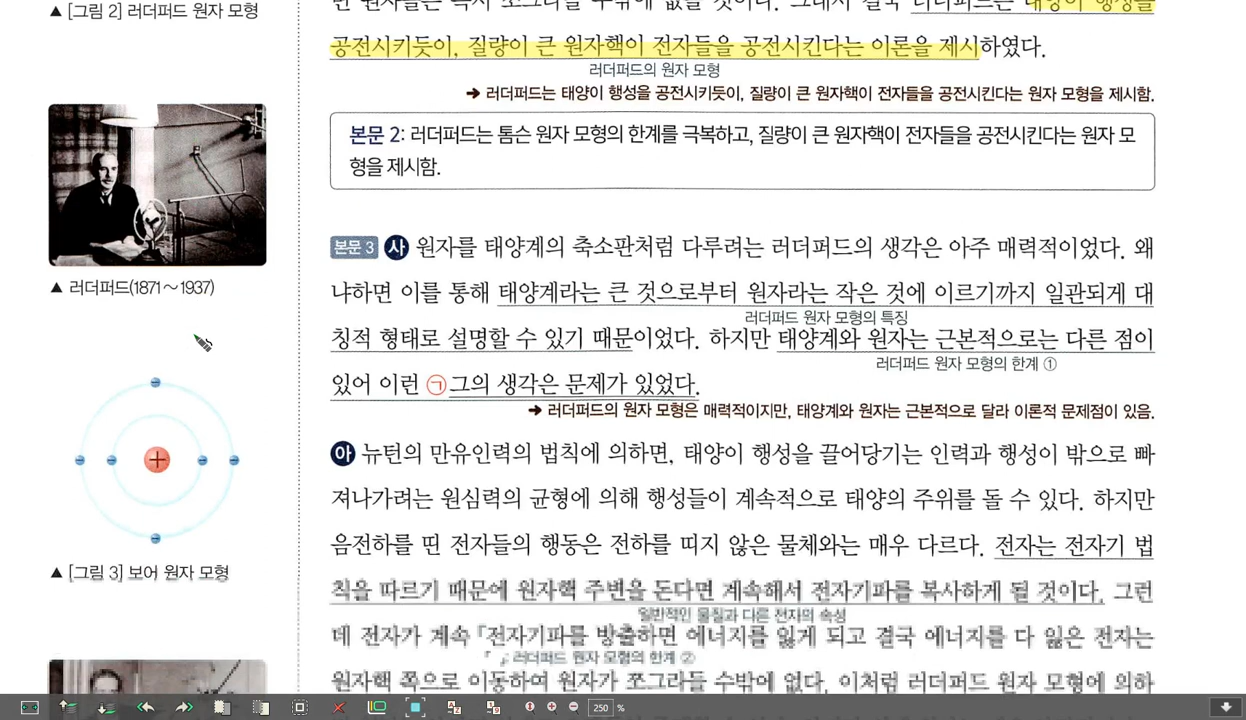 ▲ [그림 2] 러더퍼드 원자 모형
공전시키듯이, 질량이 큰 원자핵이 전자들을 공전시킨다는 이론을 제시하였다.
러더퍼드의 원자 모형
➔ 러더퍼드는 태양이 행성을 공전시키듯이, 질량이 큰 원자핵이 전자들을 공전시킨다는 원자 모형을 제시함.
본문 2: 러더퍼드는 톰슨 원자 모형의 한계를 극복하고, 질량이 큰 원자핵이 전자들을 공전시킨다는 원자 모
형을 제시함.
▲ 러더퍼드(1871~1937)
본문 3 사 원자를 태양계의 축소판처럼 다루려는 러더퍼드의 생각은 아주 매력적이었다. 왜
냐하면 이를 통해 태양계라는 큰 것으로부터 원자라는 작은 것에 이르기까지 일관되게 대
러더퍼드 원자 모형의 특징
칭적 형태로 설명할 수 있기 때문이었다. 하지만 태양계와 원자는 근본적으로는 다른 점이
러더퍼드 원자 모형의 한계 ①
있어 이런 ㉠그의 생각은 문제가 있었다.
➔ 러더퍼드의 원자 모형은 매력적이지만, 태양계와 원자는 근본적으로 달라 이론적 문제점이 있음.
아 뉴턴의 만유인력의 법칙에 의하면, 태양이 행성을 끌어당기는 인력과 행성이 밖으로 빠
져나가려는 원심력의 균형에 의해 행성들이 계속적으로 태양의 주위를 돌 수 있다. 하지만
음전하를 띤 전자들의 행동은 전하를 띠지 않은 물체와는 매우 다르다. 전자는 전자기 법
칙을 따르기 때문에 원자핵 주변을 돈다면 계속해서 전자기파를 복사하게 될 것이다. 그런
일반적인 물질과 다른 전자의 속성
데 전자가 계속 「전자기파를 방출하면 에너지를 잃게 되고 결국 에너지를 다 잃은 전자는
「 」: 러더퍼드 원자 모형의 한계 ②
원자핵 쪽으로 이동하여 원자가 쪼그라들 수밖에 없다. 이처럼 러더퍼드 원자 모형에 의하
▲ [그림 3] 보어 원자 모형
250 %